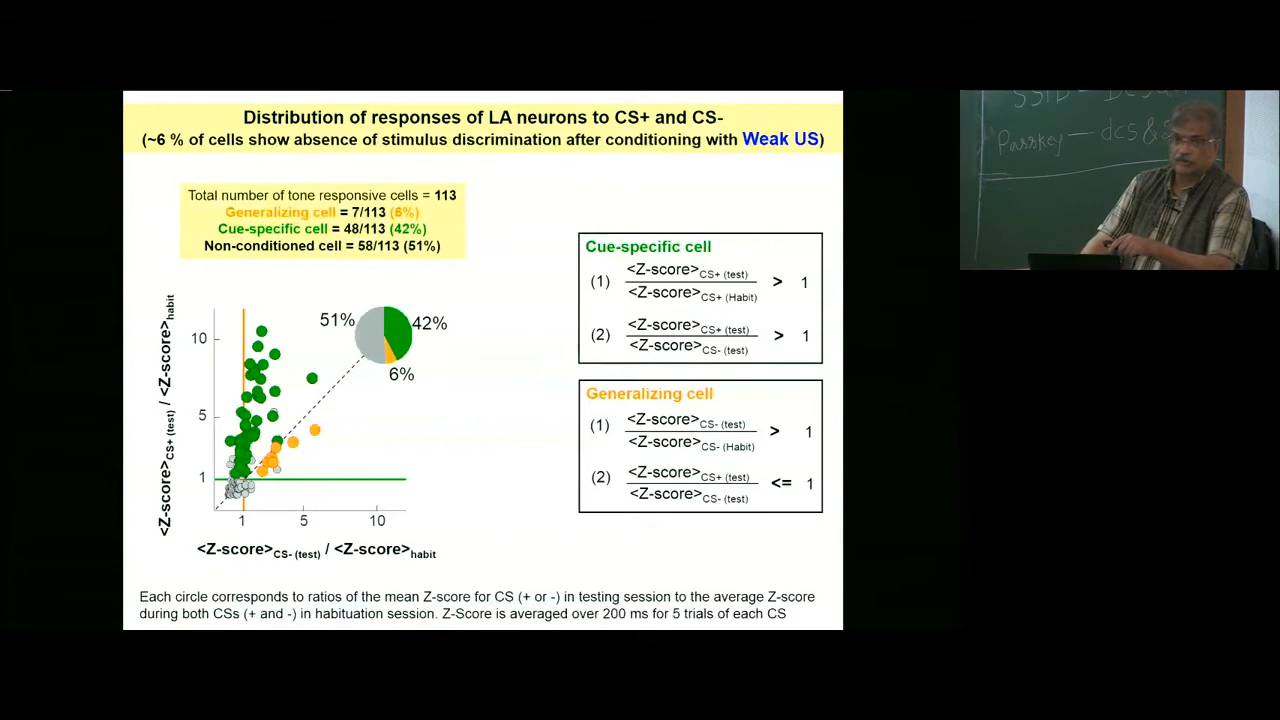 Distribution of responses of LA neurons to CS+ and CS-
(~6 % of cells show absence of stimulus discrimination after conditioning with Weak US)
Total number of tone responsive cells = 113
Generalizing cell = 7/113 (6%)
Cue-specific cell = 48/113 (42%)
Non-conditioned cell = 58/113 (51%)
<Z-score>CS+ (test) / <Z-score>habit
10
5
1
51%
42%
6%
1
5
10
<Z-score>CS- (test) / <Z-score>habit
Cue-specific cell
(1) <Z-score>CS+ (test)
<Z-score>CS+ (Habit)
> 1
(2) <Z-score>CS+ (test)
<Z-score>CS- (test)
> 1
Generalizing cell
(1) <Z-score>CS- (test)
<Z-score>CS- (Habit)
> 1
(2) <Z-score>CS+ (test)
<Z-score>CS- (test)
<= 1
Each circle corresponds to ratios of the mean Z-score for CS (+ or -) in testing session to the average Z-score
during both CSs (+ and -) in habituation session. Z-Score is averaged over 200 ms for 5 trials of each CS
Passkey —